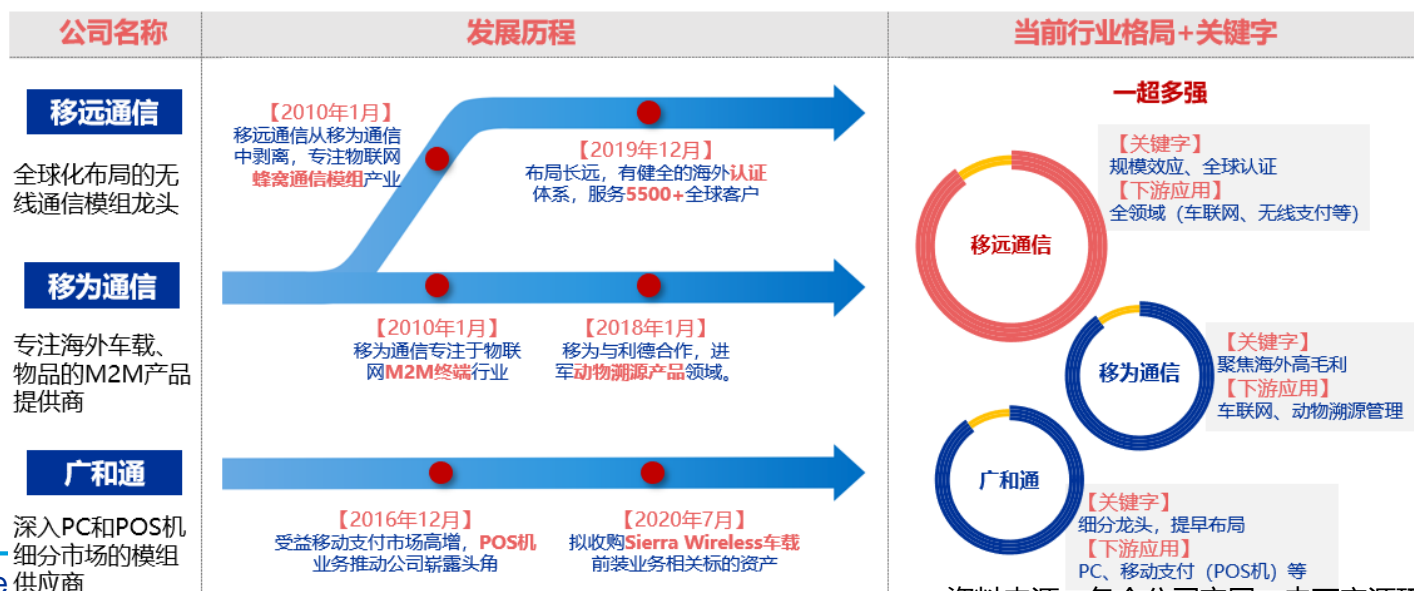 公司名称
发展历程
当前行业格局+关键字
移远通信
全球化布局的无
线通信模组龙头
【2010年1月】
移远通信从移为通信
中剥离，专注物联网
蜂窝通信模组产业
【2019年12月】
布局长远，有健全的海外认证
体系，服务5500+全球客户
移为通信
专注海外车载、
物品的M2M产品
提供商
【2010年1月】
移为通信专注于物联
网M2M终端行业
【2018年1月】
移为与利德合作，进
军动物溯源产品领域。
广和通
深入PC和POS机
细分市场的模组
供应商
【2016年12月】
受益移动支付市场高增，POS机
业务推动公司崭露头角
【2020年7月】
拟收购Sierra Wireless车载
前装业务相关标的资产
一超多强
移远通信
【关键字】
规模效应、全球认证
【下游应用】
全领域（车联网、无线支付等）
移为通信
【关键字】
聚焦海外高毛利
【下游应用】
车联网、动物溯源管理
广和通
【关键字】
细分龙头，提早布局
【下游应用】
PC、移动支付（POS机）等